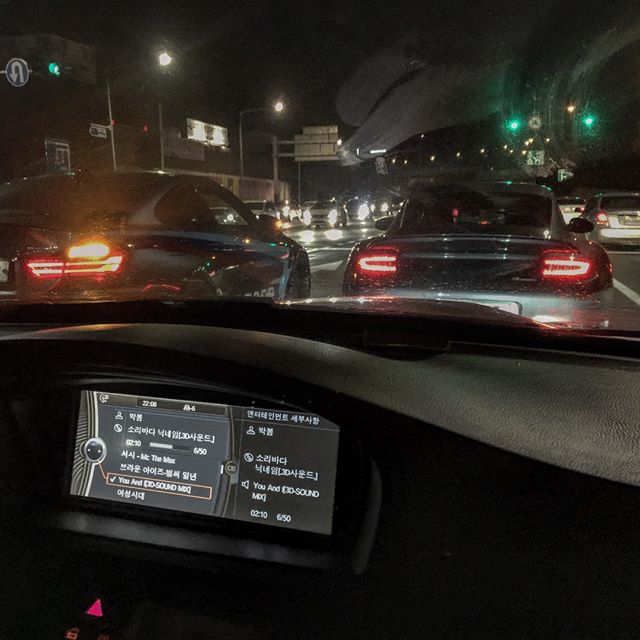 22:08
6
박봄
소리바다 닉네임.[3D사운드.]
02:10 6/50
서시 - Mc The Max
브라운 아이즈-벌써 일년
You And I[3D-SOUND MIX]
여성시대
엔터테인먼트 세부사항
박봄
소리바다
닉네임.[3D사운드.]
You And I[3D-SOUND
MIX]
02:10 6/50
CD